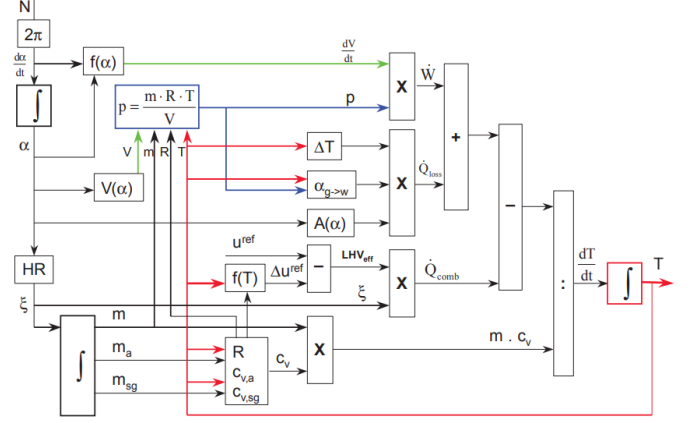 N
2π
dα
dt
∫
α
f(α)
dV
dt
X
Ẇ
p = m · R · T
V
p
V m R T
V(α)
ΔT
α g->w
X
Q̇ loss
+
A(α)
−
HR
ξ
u ref
f(T)
Δu ref
−
LHV eff
ξ
X
Q̇ comb
:
dT
dt
∫
T
∫
m
m a
m sg
R
c v,a
c v,sg
c v
X
m . c v